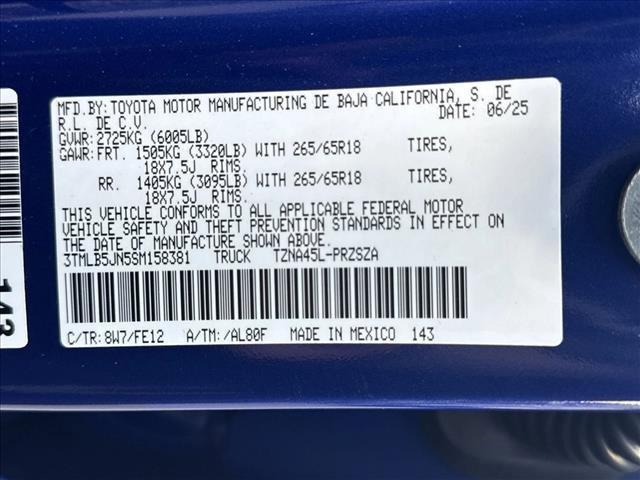 MFD.BY: TOYOTA MOTOR MANUFACTURING DE BAJA CALIFORNIA, S. DE
R.L. DE C.V. DATE: 06/25
GVWR: 2725KG (6005LB)
GAWR: FRT. 1505KG (3320LB) WITH 265/65R18 TIRES,
18X7.5J RIMS.
RR. 1405KG (3095LB) WITH 265/65R18 TIRES,
18X7.5J RIMS.
THIS VEHICLE CONFORMS TO ALL APPLICABLE FEDERAL MOTOR
VEHICLE SAFETY AND THEFT PREVENTION STANDARDS IN EFFECT ON
THE DATE OF MANUFACTURE SHOWN ABOVE.
3TMLB5JN5SM158381 TRUCK TZNA45L-PRZSZA
C/TR: 8W7/FE12 A/TM: /AL80F MADE IN MEXICO 143
143